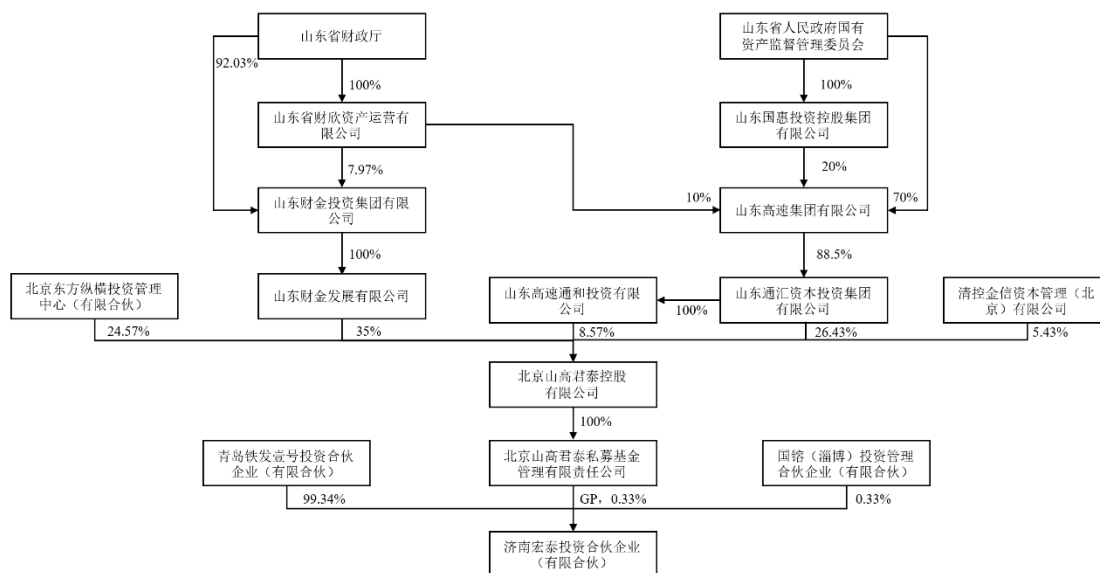 山东省财政厅
山东省人民政府国有
资产监督管理委员会
92.03%
100%
100%
山东省财欣资产运营有
限公司
山东国惠投资控股集团
有限公司
7.97%
20%
山东财金投资集团有限
公司
10%
山东高速集团有限公司
70%
100%
88.5%
北京东方纵横投资管理
中心（有限合伙）
山东财金发展有限公司
山东高速通和投资有限
公司
100%
山东通汇资本投资集团
有限公司
清控金信资本管理（北
京）有限公司
24.57%
35%
8.57%
26.43%
5.43%
北京山高君泰控股
有限公司
100%
青岛铁发壹号投资合伙
企业（有限合伙）
北京山高君泰私募基金
管理有限责任公司
国镕（淄博）投资管理
合伙企业（有限合伙）
99.34%
GP，0.33%
0.33%
济南宏泰投资合伙企业
（有限合伙）